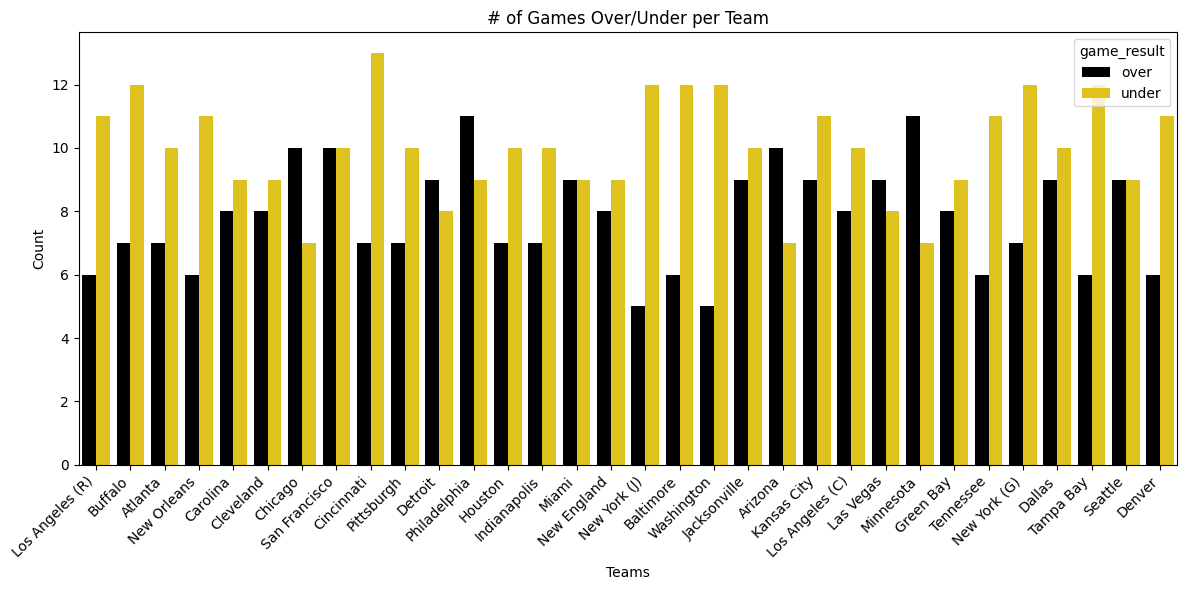 # of Games Over/Under per Team
game_result
over
under
Count
12
10
8
6
4
2
0
Los Angeles (R)
Buffalo
Atlanta
New Orleans
Carolina
Cleveland
Chicago
San Francisco
Cincinnati
Pittsburgh
Detroit
Philadelphia
Houston
Indianapolis
Miami
New England
New York (J)
Baltimore
Washington
Jacksonville
Arizona
Kansas City
Los Angeles (C)
Las Vegas
Minnesota
Green Bay
Tennessee
New York (G)
Dallas
Tampa Bay
Seattle
Denver
Teams